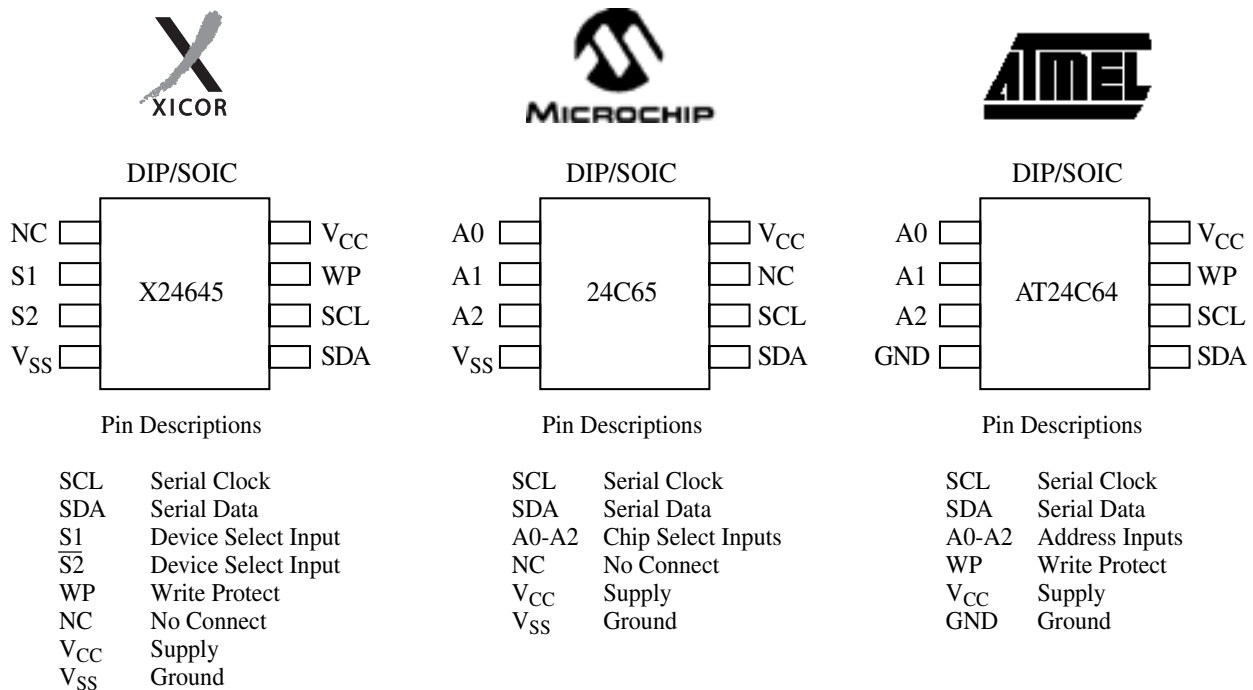 XICOR
MICROCHIP
ATMEL
DIP/SOIC
NC
S1
S2
VSS
X24645
VCC
WP
SCL
SDA
Pin Descriptions
SCL Serial Clock
SDA Serial Data
S1 Device Select Input
S̅2̅ Device Select Input
WP Write Protect
NC No Connect
VCC Supply
VSS Ground
DIP/SOIC
A0
A1
A2
VSS
24C65
VCC
NC
SCL
SDA
Pin Descriptions
SCL Serial Clock
SDA Serial Data
A0-A2 Chip Select Inputs
NC No Connect
VCC Supply
VSS Ground
DIP/SOIC
A0
A1
A2
GND
AT24C64
VCC
WP
SCL
SDA
Pin Descriptions
SCL Serial Clock
SDA Serial Data
A0-A2 Address Inputs
WP Write Protect
VCC Supply
GND Ground